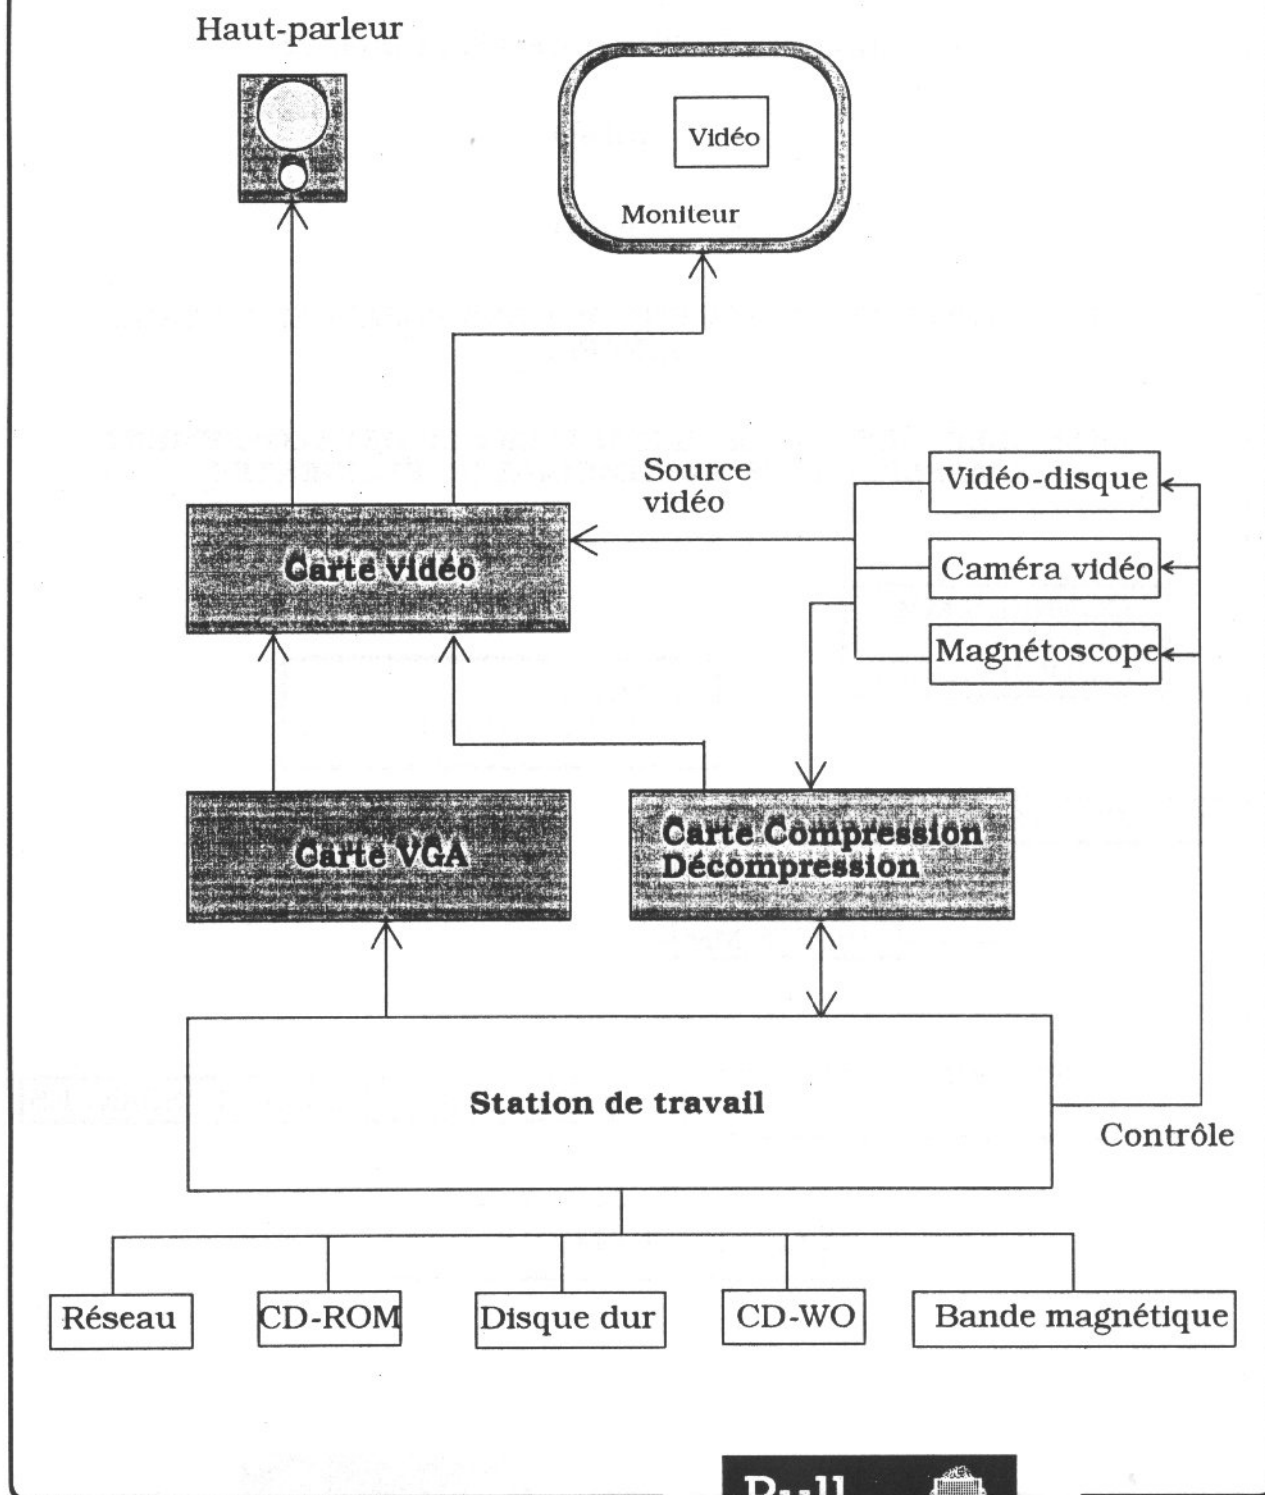 Haut-parleur
Vidéo
Moniteur
Source
vidéo
Vidéo-disque
Carte vidéo
Caméra vidéo
Magnétoscope
Carte VGA
Carte Compression
Décompression
Station de travail
Contrôle
Réseau
CD-ROM
Disque dur
CD-WO
Bande magnétique
Bull